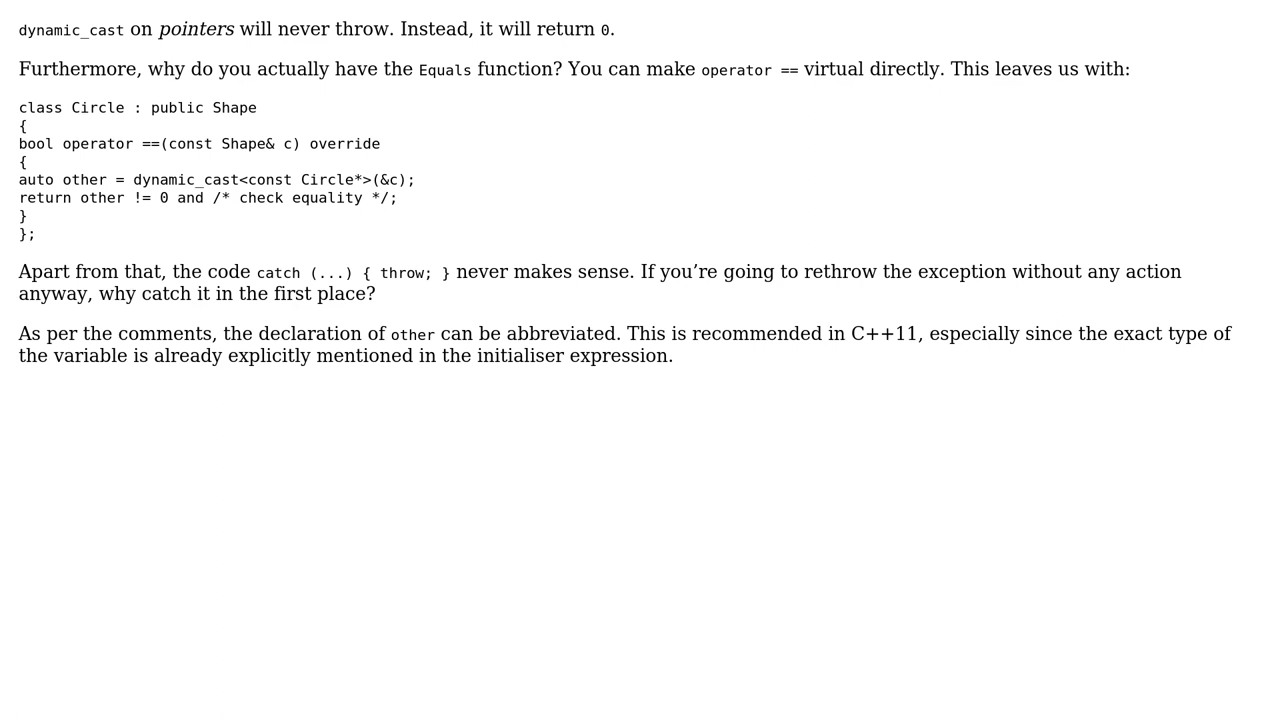 dynamic_cast on pointers will never throw. Instead, it will return 0.
Furthermore, why do you actually have the Equals function? You can make operator == virtual directly. This leaves us with:
class Circle : public Shape
{
bool operator ==(const Shape& c) override
{
auto other = dynamic_cast<const Circle*>(&c);
return other != 0 and /* check equality */;
}
};
Apart from that, the code catch (...) { throw; } never makes sense. If you’re going to rethrow the exception without any action
anyway, why catch it in the first place?
As per the comments, the declaration of other can be abbreviated. This is recommended in C++11, especially since the exact type of
the variable is already explicitly mentioned in the initialiser expression.